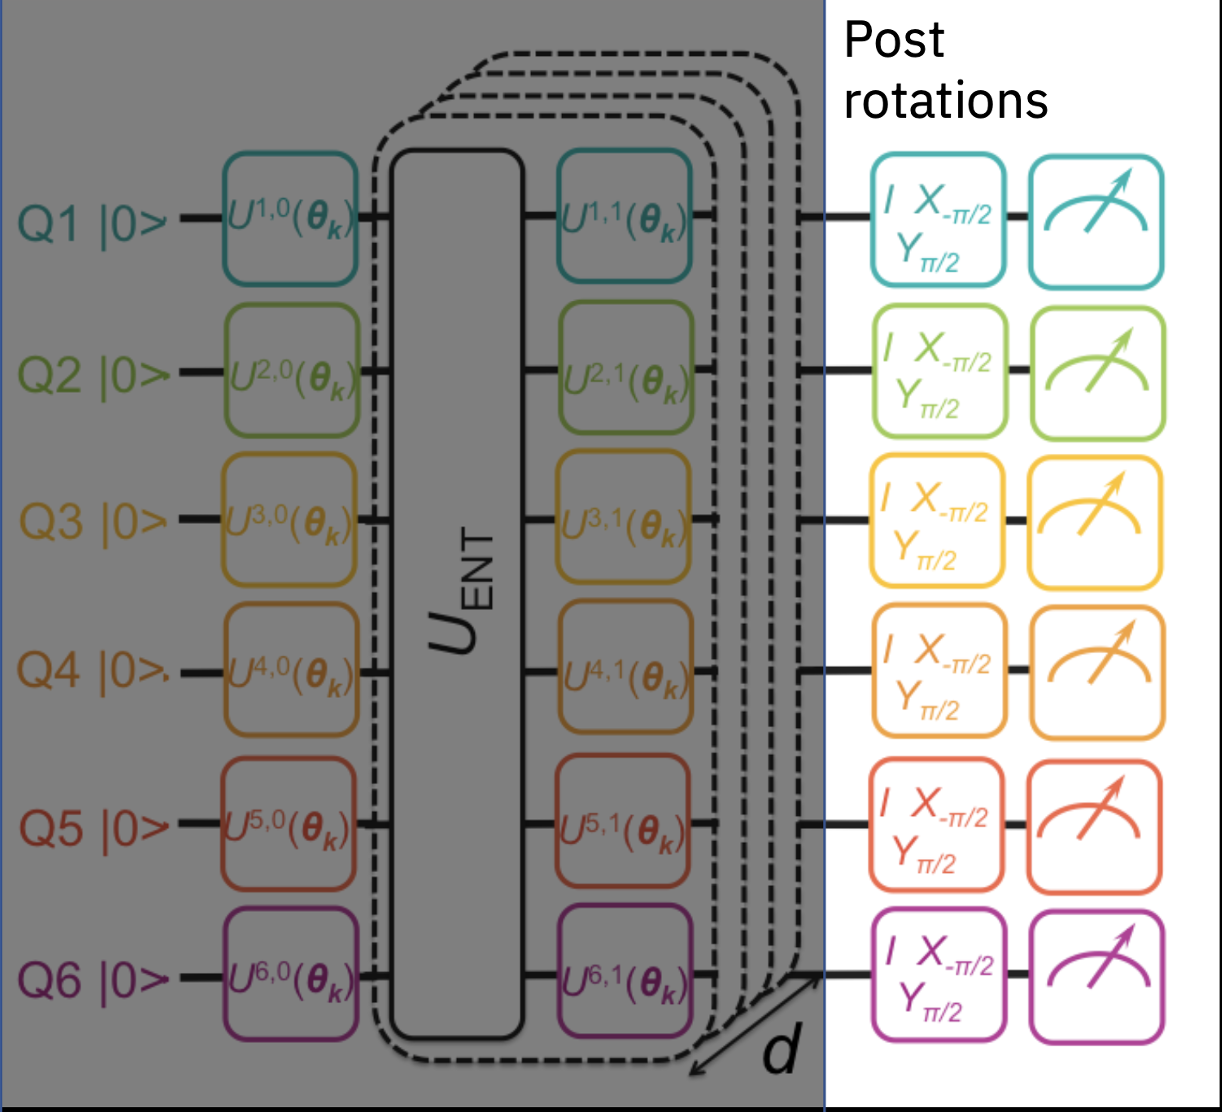 Post
rotations
Q1 |0> U^{1,0}(θ_k) U^{1,1}(θ_k) I X_{-π/2} Y_{π/2}
Q2 |0> U^{2,0}(θ_k) U^{2,1}(θ_k) I X_{-π/2} Y_{π/2}
Q3 |0> U^{3,0}(θ_k) U^{3,1}(θ_k) I X_{-π/2} Y_{π/2}
U_{ENT}
Q4 |0> U^{4,0}(θ_k) U^{4,1}(θ_k) I X_{-π/2} Y_{π/2}
Q5 |0> U^{5,0}(θ_k) U^{5,1}(θ_k) I X_{-π/2} Y_{π/2}
Q6 |0> U^{6,0}(θ_k) U^{6,1}(θ_k) I X_{-π/2} Y_{π/2}
d